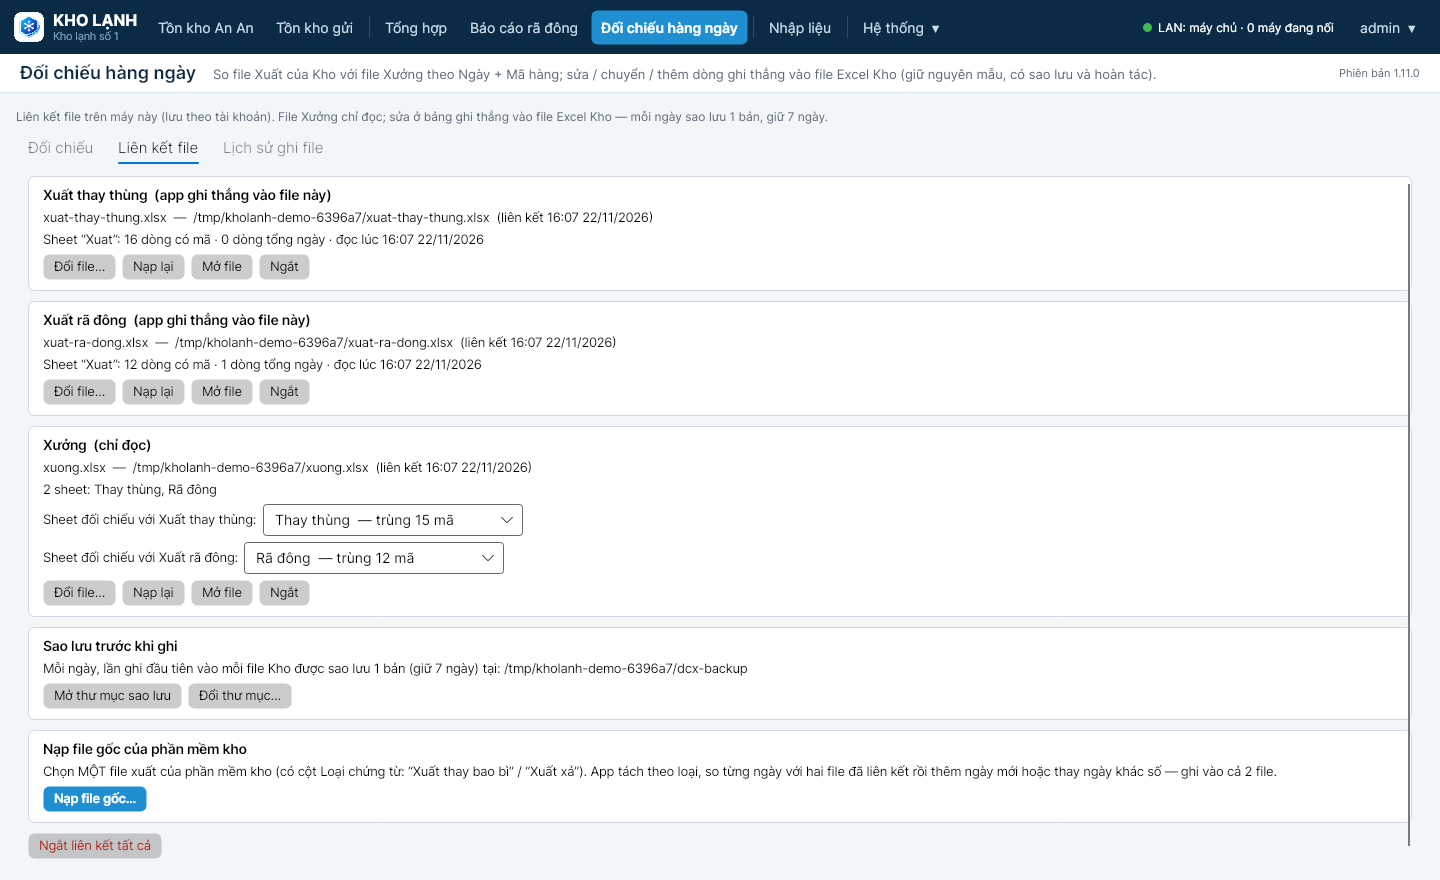 KHO LẠNH
Kho lạnh số 1
Tồn kho An An
Tồn kho gửi
Tổng hợp
Báo cáo rã đông
Đối chiếu hàng ngày
Nhập liệu
Hệ thống ▾
LAN: máy chủ · 0 máy đang nối
admin ▾
Đối chiếu hàng ngày
So file Xuất của Kho với file Xưởng theo Ngày + Mã hàng; sửa / chuyển / thêm dòng ghi thẳng vào file Excel Kho (giữ nguyên mẫu, có sao lưu và hoàn tác).
Phiên bản 1.11.0
Liên kết file trên máy này (lưu theo tài khoản). File Xưởng chỉ đọc; sửa ở bảng ghi thẳng vào file Excel Kho — mỗi ngày sao lưu 1 bản, giữ 7 ngày.
Đối chiếu
Liên kết file
Lịch sử ghi file
Xuất thay thùng (app ghi thẳng vào file này)
xuat-thay-thung.xlsx — /tmp/kholanh-demo-6396a7/xuat-thay-thung.xlsx (liên kết 16:07 22/11/2026)
Sheet “Xuat”: 16 dòng có mã · 0 dòng tổng ngày · đọc lúc 16:07 22/11/2026
Đổi file...
Nạp lại
Mở file
Ngắt
Xuất rã đông (app ghi thẳng vào file này)
xuat-ra-dong.xlsx — /tmp/kholanh-demo-6396a7/xuat-ra-dong.xlsx (liên kết 16:07 22/11/2026)
Sheet “Xuat”: 12 dòng có mã · 1 dòng tổng ngày · đọc lúc 16:07 22/11/2026
Đổi file...
Nạp lại
Mở file
Ngắt
Xưởng (chỉ đọc)
xuong.xlsx — /tmp/kholanh-demo-6396a7/xuong.xlsx (liên kết 16:07 22/11/2026)
2 sheet: Thay thùng, Rã đông
Sheet đối chiếu với Xuất thay thùng:
Thay thùng — trùng 15 mã
Sheet đối chiếu với Xuất rã đông:
Rã đông — trùng 12 mã
Đổi file...
Nạp lại
Mở file
Ngắt
Sao lưu trước khi ghi
Mỗi ngày, lần ghi đầu tiên vào mỗi file Kho được sao lưu 1 bản (giữ 7 ngày) tại: /tmp/kholanh-demo-6396a7/dcx-backup
Mở thư mục sao lưu
Đổi thư mục...
Nạp file gốc của phần mềm kho
Chọn MỘT file xuất của phần mềm kho (có cột Loại chứng từ: “Xuất thay bao bì” / “Xuất xả”). App tách theo loại, so từng ngày với hai file đã liên kết rồi thêm ngày mới hoặc thay ngày khác số — ghi vào cả 2 file.
Nạp file gốc...
Ngắt liên kết tất cả